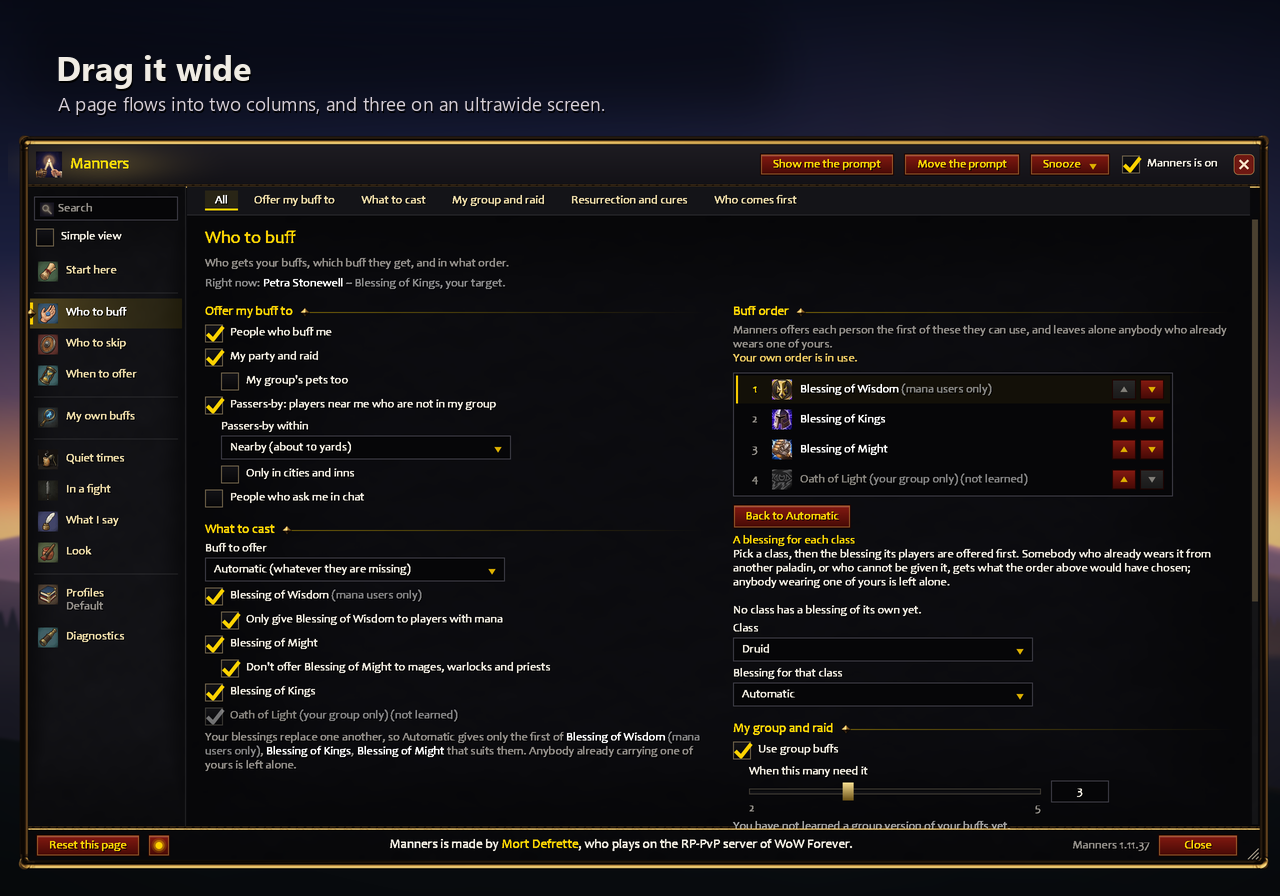 Drag it wide
A page flows into two columns, and three on an ultrawide screen.
Manners
Show me the prompt
Move the prompt
Snooze
Manners is on
Search
Simple view
Start here
Who to buff
Who to skip
When to offer
My own buffs
Quiet times
In a fight
What I say
Look
Profiles
Default
Diagnostics
All
Offer my buff to
What to cast
My group and raid
Resurrection and cures
Who comes first
Who to buff
Who gets your buffs, which buff they get, and in what order.
Right now: Petra Stonewell – Blessing of Kings, your target.
Offer my buff to
People who buff me
My party and raid
My group's pets too
Passers-by: players near me who are not in my group
Passers-by within
Nearby (about 10 yards)
Only in cities and inns
People who ask me in chat
What to cast
Buff to offer
Automatic (whatever they are missing)
Blessing of Wisdom (mana users only)
Only give Blessing of Wisdom to players with mana
Blessing of Might
Don't offer Blessing of Might to mages, warlocks and priests
Blessing of Kings
Oath of Light (your group only) (not learned)
Your blessings replace one another, so Automatic gives only the first of Blessing of Wisdom (mana
users only), Blessing of Kings, Blessing of Might that suits them. Anybody already carrying one of
yours is left alone.
Buff order
Manners offers each person the first of these they can use, and leaves alone anybody who already
wears one of yours.
Your own order is in use.
1 Blessing of Wisdom (mana users only)
2 Blessing of Kings
3 Blessing of Might
4 Oath of Light (your group only) (not learned)
Back to Automatic
A blessing for each class
Pick a class, then the blessing its players are offered first. Somebody who already wears it from
another paladin, or who cannot be given it, gets what the order above would have chosen;
anybody wearing one of yours is left alone.
No class has a blessing of its own yet.
Class
Druid
Blessing for that class
Automatic
My group and raid
Use group buffs
When this many need it
3
2
5
You have not learned a group version of your buffs yet.
Reset this page
Manners is made by Mort Defrette, who plays on the RP-PvP server of WoW Forever.
Manners 1.11.37
Close